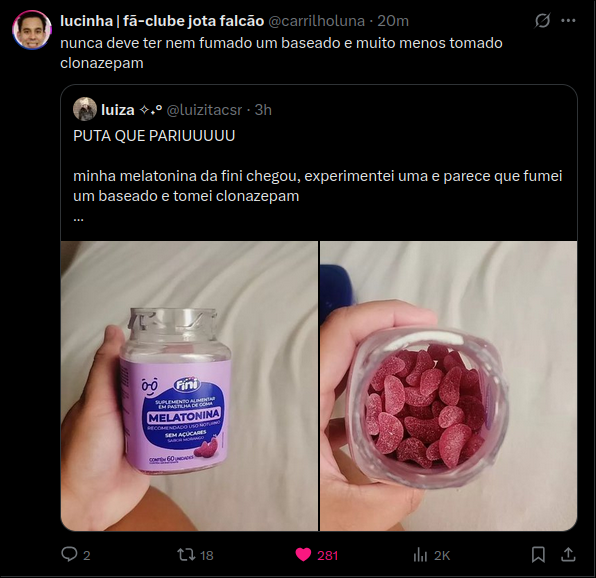 lucinha | fã-clube jota falcão @carrilholuna · 20m
nunca deve ter nem fumado um baseado e muito menos tomado
clonazepam
luiza ✧˖° @luizitacsr · 3h
PUTA QUE PARIUUUUU
minha melatonina da fini chegou, experimentei uma e parece que fumei
um baseado e tomei clonazepam
...
fini
SUPLEMENTO ALIMENTAR
EM PASTILHA DE GOMA
MELATONINA
RECOMENDADO USO NOTURNO
SEM AÇÚCARES
SABOR MORANGO
CONTÉM 60 UNIDADES
2
18
281
2K